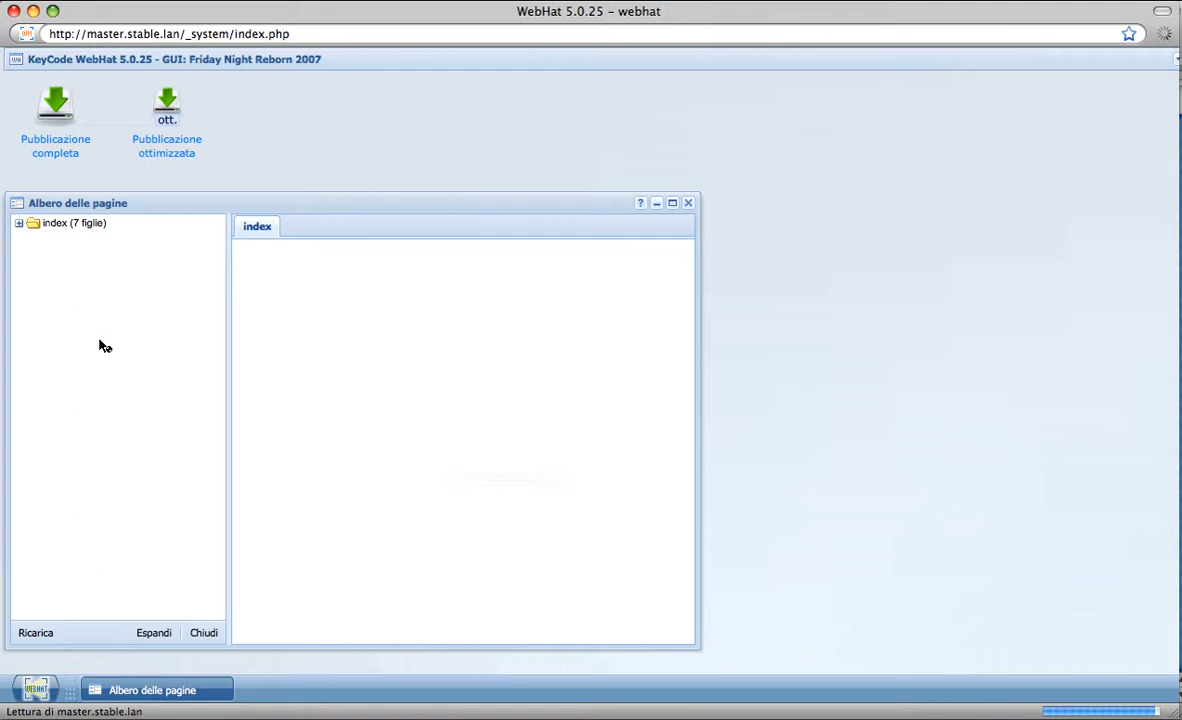 WebHat 5.0.25 – webhat
http://master.stable.lan/_system/index.php
KeyCode WebHat 5.0.25 - GUI: Friday Night Reborn 2007
ott.
Pubblicazione completa
Pubblicazione ottimizzata
Albero delle pagine
index (7 figlie)
index
Ricarica
Espandi
Chiudi
WEBHAT
Albero delle pagine
Lettura di master.stable.lan